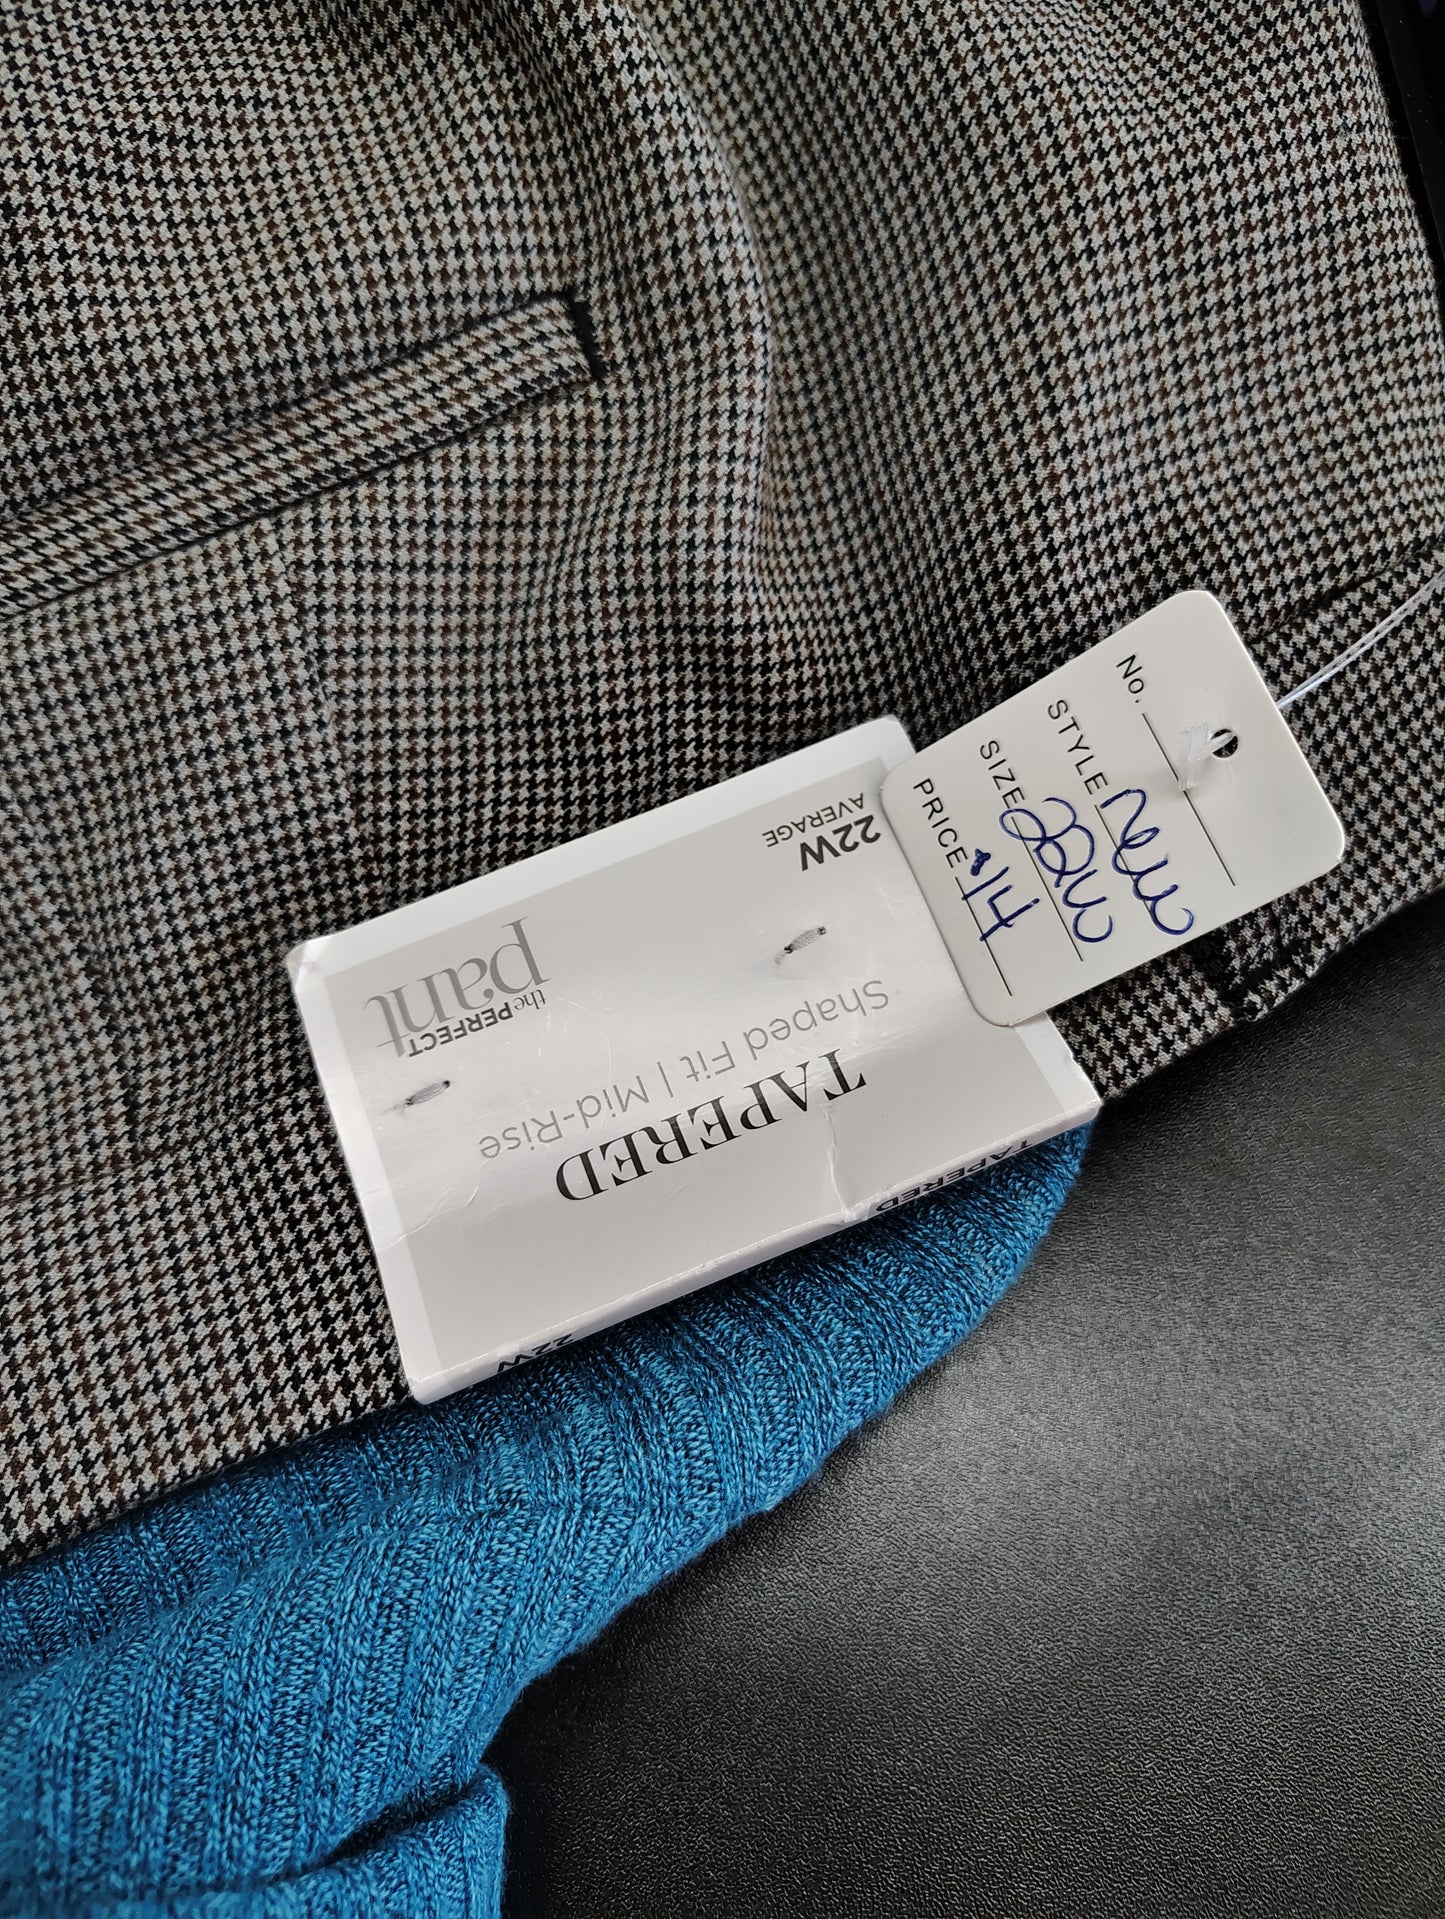 No.
STYLE New
SIZE 22W
PRICE $14
22W
AVERAGE
the PERFECT
pant
Shaped Fit | Mid-Rise
TAPERED
TAPERED
22W